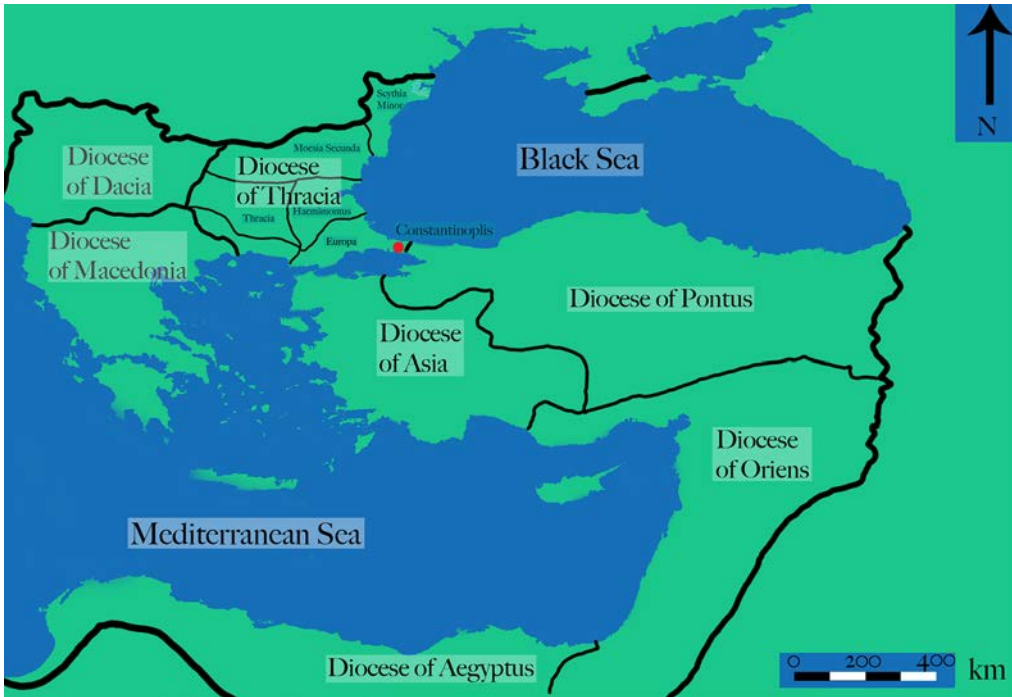 N
Scythia
Minor
Moesia Secunda
Diocese
of Dacia
Diocese
of Thracia
Black Sea
Haemimontus
Thracia
Constantinoplis
Europa
Diocese
of Macedonia
Diocese of Pontus
Diocese
of Asia
Diocese
of Oriens
Mediterranean Sea
Diocese of Aegyptus
0 200 400 km